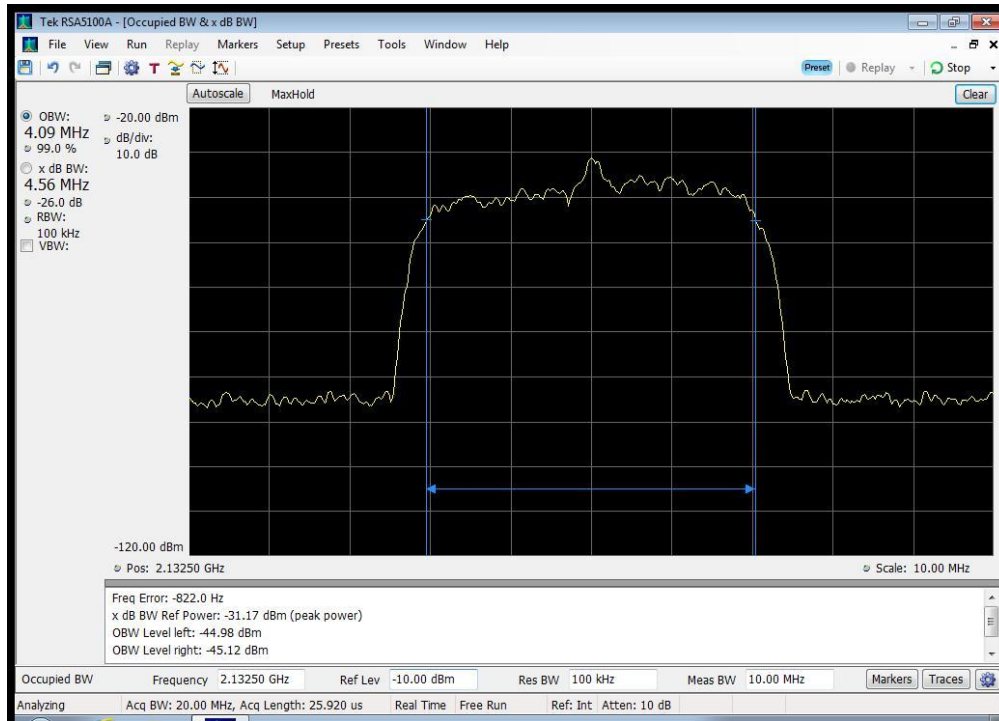 Tek RSA5100A - [Occupied BW & x dB BW]
File View Run Replay Markers Setup Presets Tools Window Help
T Preset Replay Stop
Autoscale MaxHold Clear
OBW:
4.09 MHz
99.0 %
x dB BW:
4.56 MHz
-26.0 dB
RBW:
100 kHz
VBW:
-20.00 dBm
dB/div:
10.0 dB
-120.00 dBm
Pos: 2.13250 GHz Scale: 10.00 MHz
Freq Error: -822.0 Hz
x dB BW Ref Power: -31.17 dBm (peak power)
OBW Level left: -44.98 dBm
OBW Level right: -45.12 dBm
Occupied BW Frequency 2.13250 GHz Ref Lev -10.00 dBm Res BW 100 kHz Meas BW 10.00 MHz Markers Traces
Analyzing Acq BW: 20.00 MHz, Acq Length: 25.920 us Real Time Free Run Ref: Int Atten: 10 dB